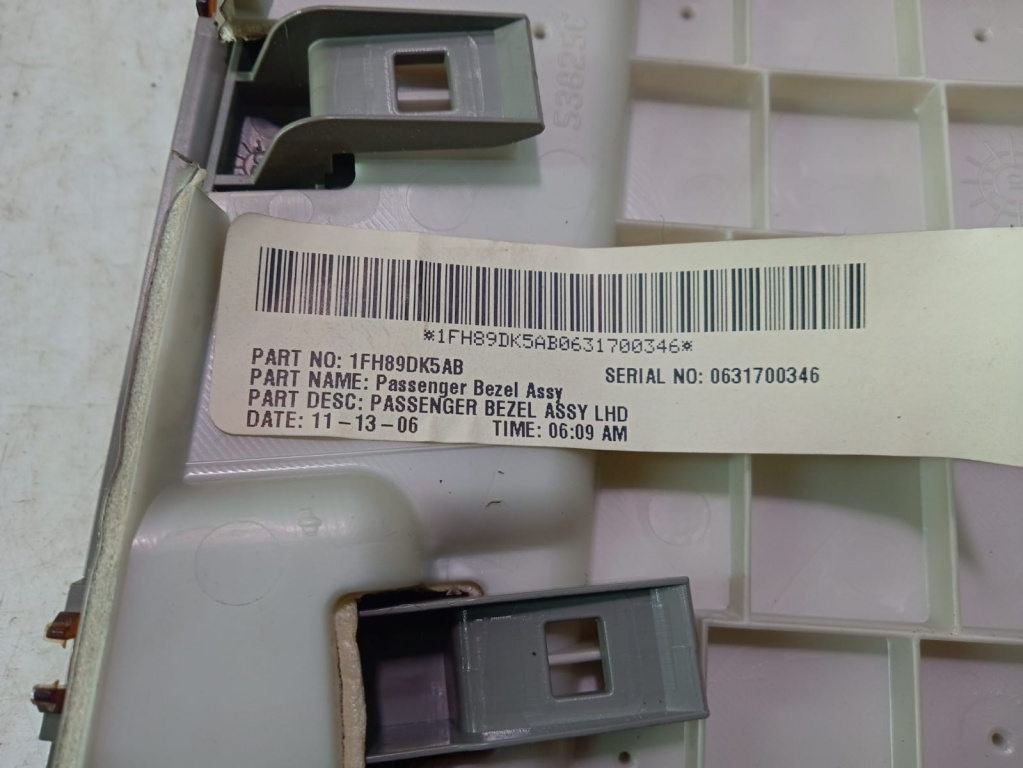 53825C
*1FH89DK5AB0631700346*
PART NO: 1FH89DK5AB
SERIAL NO: 0631700346
PART NAME: Passenger Bezel Assy
PART DESC: PASSENGER BEZEL ASSY LHD
DATE: 11-13-06 TIME: 06:09 AM